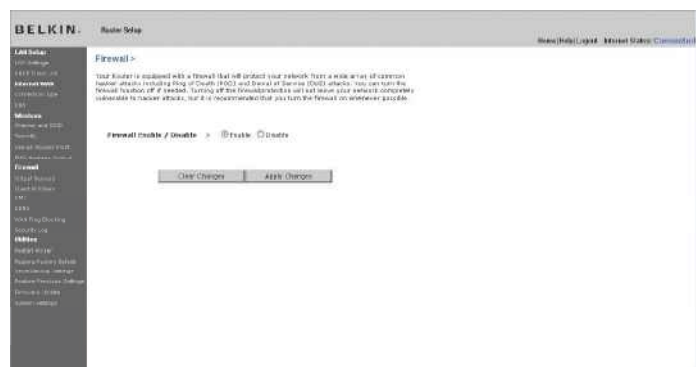 BELKIN.
Router Setup
Home|Help|Logout Internet Status: Connected
LAN Setup
LAN Settings
DHCP Client List
Internet WAN
Connection Type
DNS
Wireless
Channel and SSID
Security
Firewall
Virtual Servers
Client IP Filters
DMZ
DDNS
WAN Ping Blocking
Security Log
Utilities
Restart Router
Restore Factory Default
Save/Backup Settings
Restore Previous Settings
Firmware Update
System Settings
Firewall >
Your Router is equipped with a firewall that will protect your network from a wide array of common
hacker attacks including Ping of Death (POD) and Denial of Service (DoS) attacks. You can turn the
firewall function off if needed. Turning off the firewall protection will not leave your network completely
vulnerable to hacker attacks, but it is recommended that you turn the firewall on whenever possible.
Firewall Enable / Disable > Enable Disable
Clear Changes Apply Changes